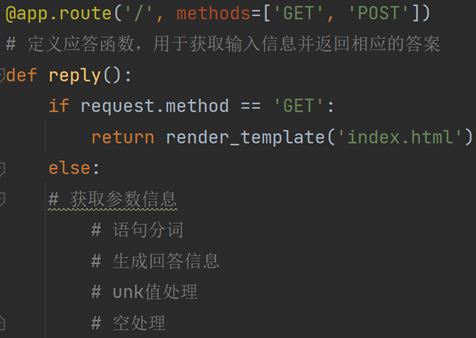 @app.route('/', methods=['GET', 'POST'])
# 定义应答函数，用于获取输入信息并返回相应的答案
def reply():
    if request.method == 'GET':
        return render_template('index.html')
    else:
    # 获取参数信息
        # 语句分词
        # 生成回答信息
        # unk值处理
        # 空处理